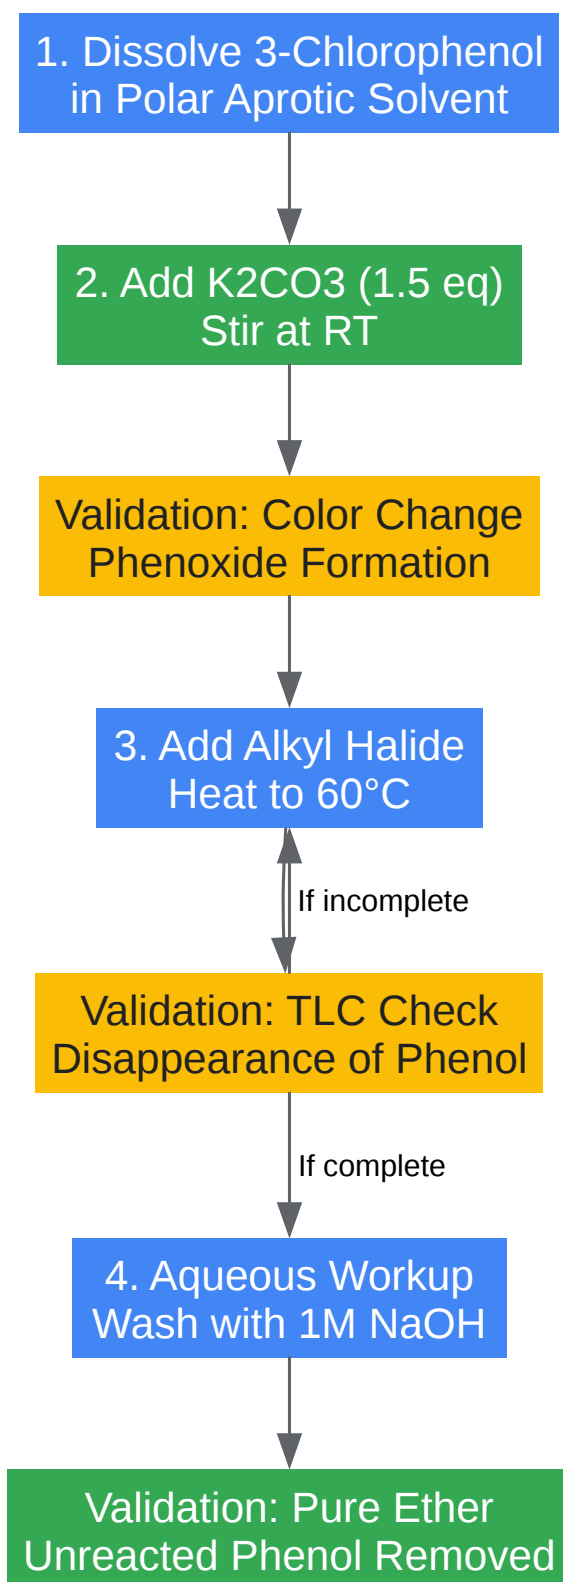 1. Dissolve 3-Chlorophenol
in Polar Aprotic Solvent
2. Add K2CO3 (1.5 eq)
Stir at RT
Validation: Color Change
Phenoxide Formation
3. Add Alkyl Halide
Heat to 60°C
If incomplete
Validation: TLC Check
Disappearance of Phenol
If complete
4. Aqueous Workup
Wash with 1M NaOH
Validation: Pure Ether
Unreacted Phenol Removed